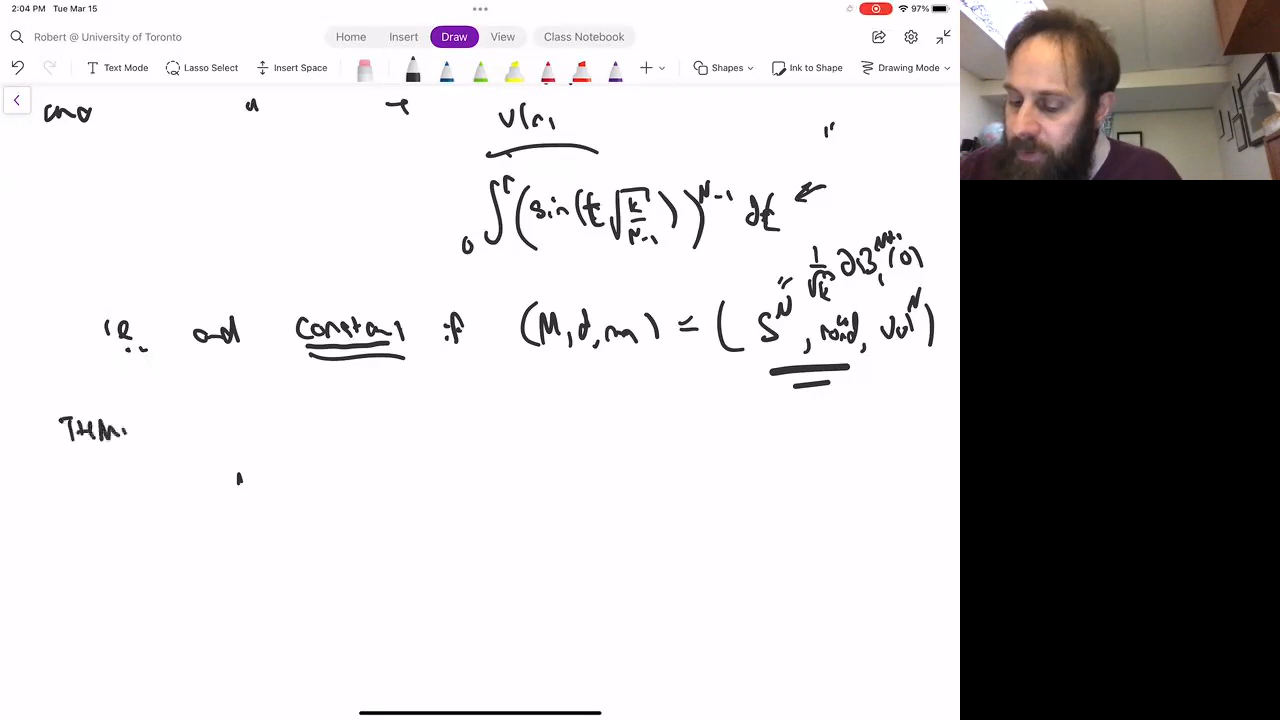 2:04 PM Tue Mar 15
97%
Robert @ University of Toronto
Home Insert Draw View Class Notebook
Text Mode Lasso Select Insert Space Shapes Ink to Shape Drawing Mode
and
v(r)
∫₀^r (sin(t√(k/(N-1))))^(N-1) dt ←
" (1/√k) ∂B₁^(N+1)(0)
and constant if (M, d, m) = (S^N, round, Vol^N)
THM.